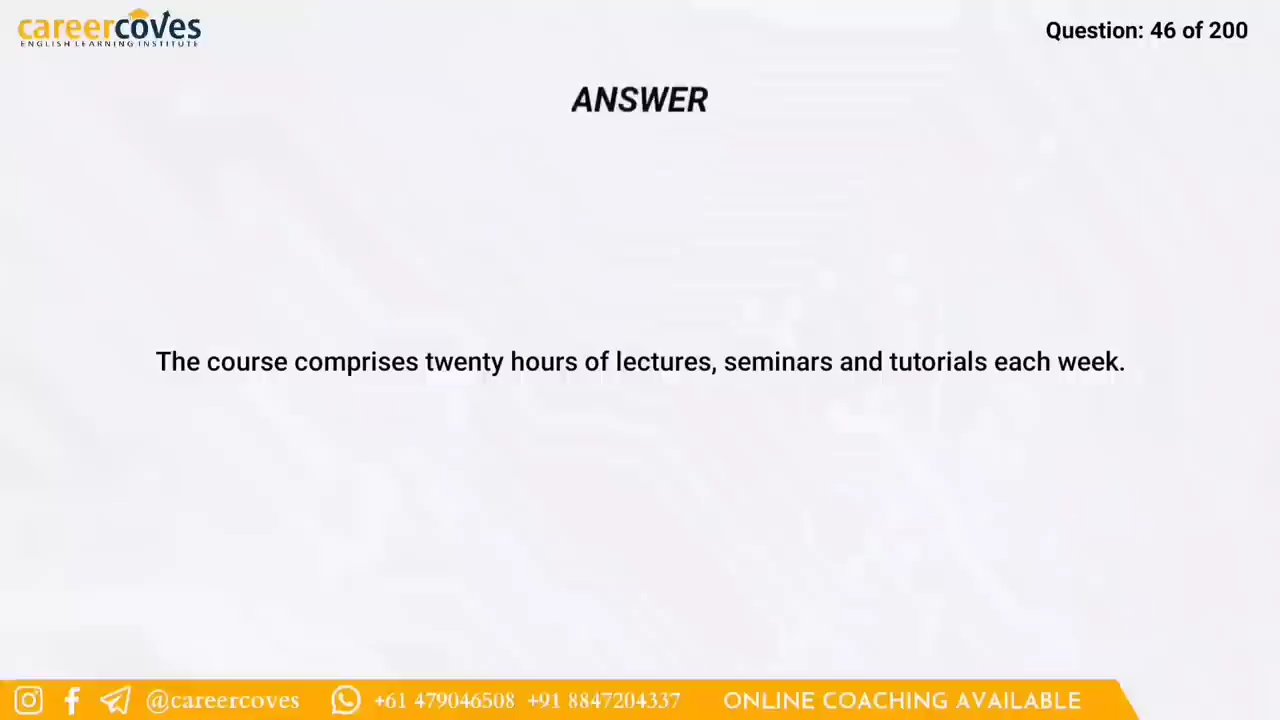 careercoves
ENGLISH LEARNING INSTITUTE
Question: 46 of 200
ANSWER
The course comprises twenty hours of lectures, seminars and tutorials each week.
@careercoves +61 479046508 +91 8847204337 ONLINE COACHING AVAILABLE